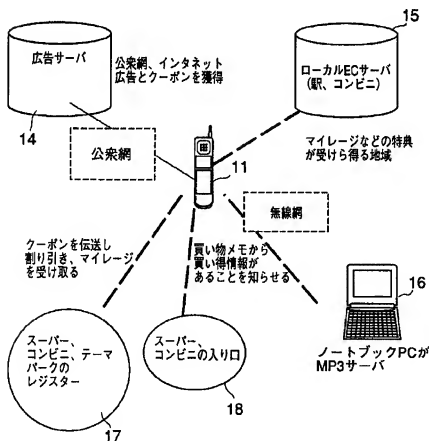 広告サーバ
14
公衆網、インタネット
広告とクーポンを獲得
15
ローカルECサーバ
(駅、コンビニ)
公衆網
11
マイレージなどの特典
が受けら得る地域
無線網
クーポンを伝送し
割り引き、マイレージ
を受け取る
買い物メモから
買い得情報が
あることを知らせる
16
ノートブックPCが
MP3サーバ
スーパー、
コンビニ、テーマ
パークの
レジスター
17
スーパー、
コンビニの入り口
18